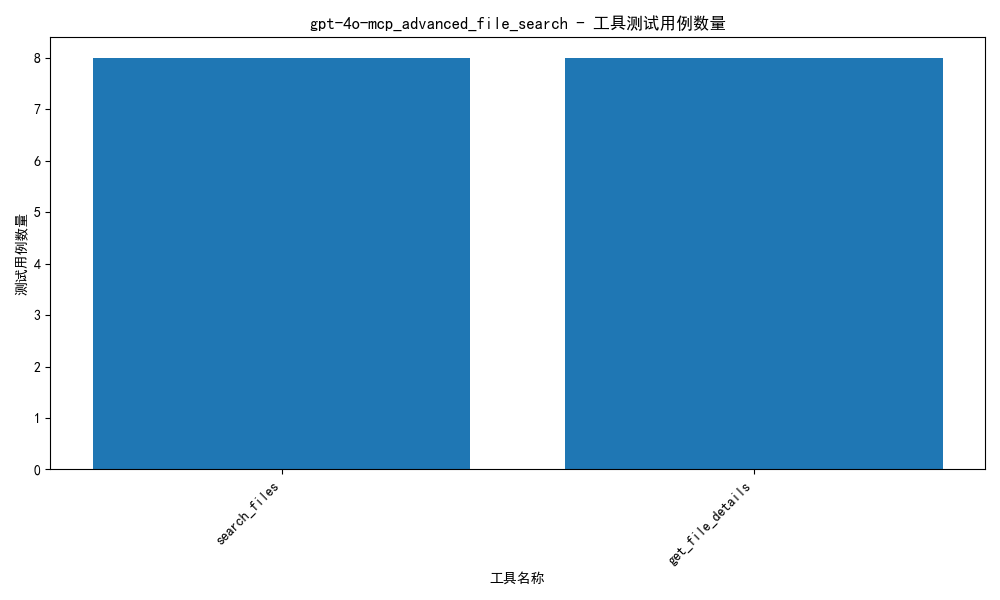 gpt-4o-mcp_advanced_file_search - 工具测试用例数量
测试用例数量
8
7
6
5
4
3
2
1
0
search_files
get_file_details
工具名称